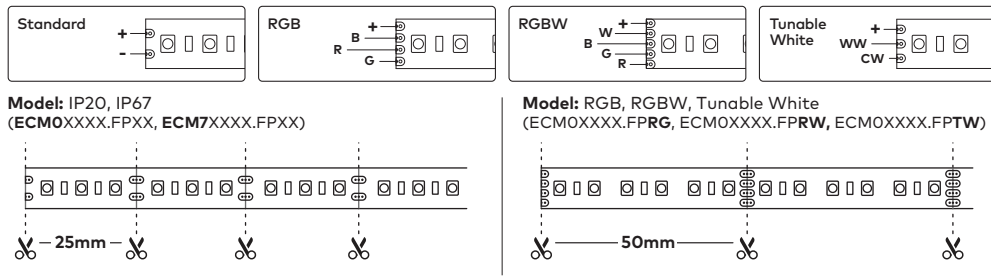 Standard
+
-
RGB
+
B
R
G
RGBW
+
W
B
G
R
Tunable
White
+
WW
CW
Model: IP20, IP67
(ECM0XXXX.FPXX, ECM7XXXX.FPXX)
25mm
Model: RGB, RGBW, Tunable White
(ECM0XXXX.FPRG, ECM0XXXX.FPRW, ECM0XXXX.FPTW)
50mm